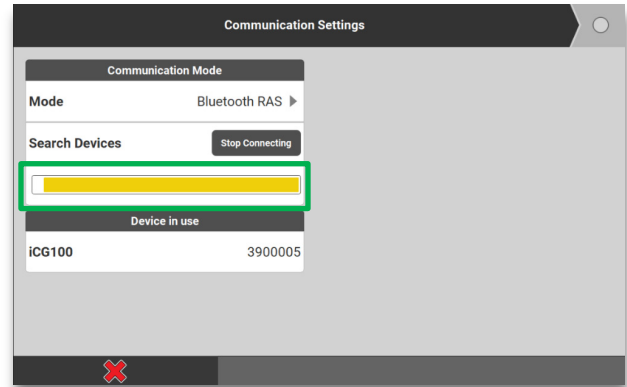 Communication Settings
Communication Mode
Mode Bluetooth RAS
Search Devices Stop Connecting
Device in use
iCG100 3900005